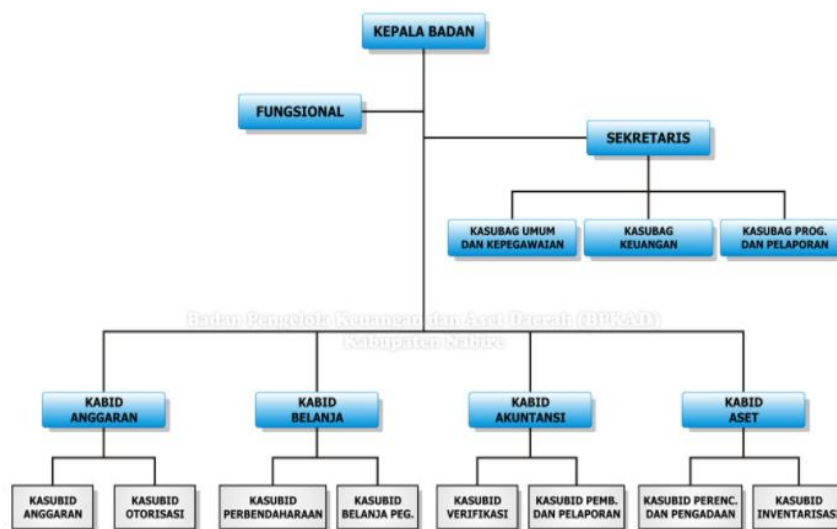 KEPALA BADAN
FUNGSIONAL
SEKRETARIS
KASUBAG UMUM
DAN KEPEGAWAIAN
KASUBAG
KEUANGAN
KASUBAG PROG.
DAN PELAPORAN
Badan Pengelola Keuangan dan Aset Daerah (BPKAD)
Kabupaten Nabire
KABID
ANGGARAN
KABID
BELANJA
KABID
AKUNTANSI
KABID
ASET
KASUBID
ANGGARAN
KASUBID
OTORISASI
KASUBID
PERBENDAHARAAN
KASUBID
BELANJA PEG.
KASUBID
VERIFIKASI
KASUBID PEMB.
DAN PELAPORAN
KASUBID PERENC.
DAN PENGADAAN
KASUBID
INVENTARISASI